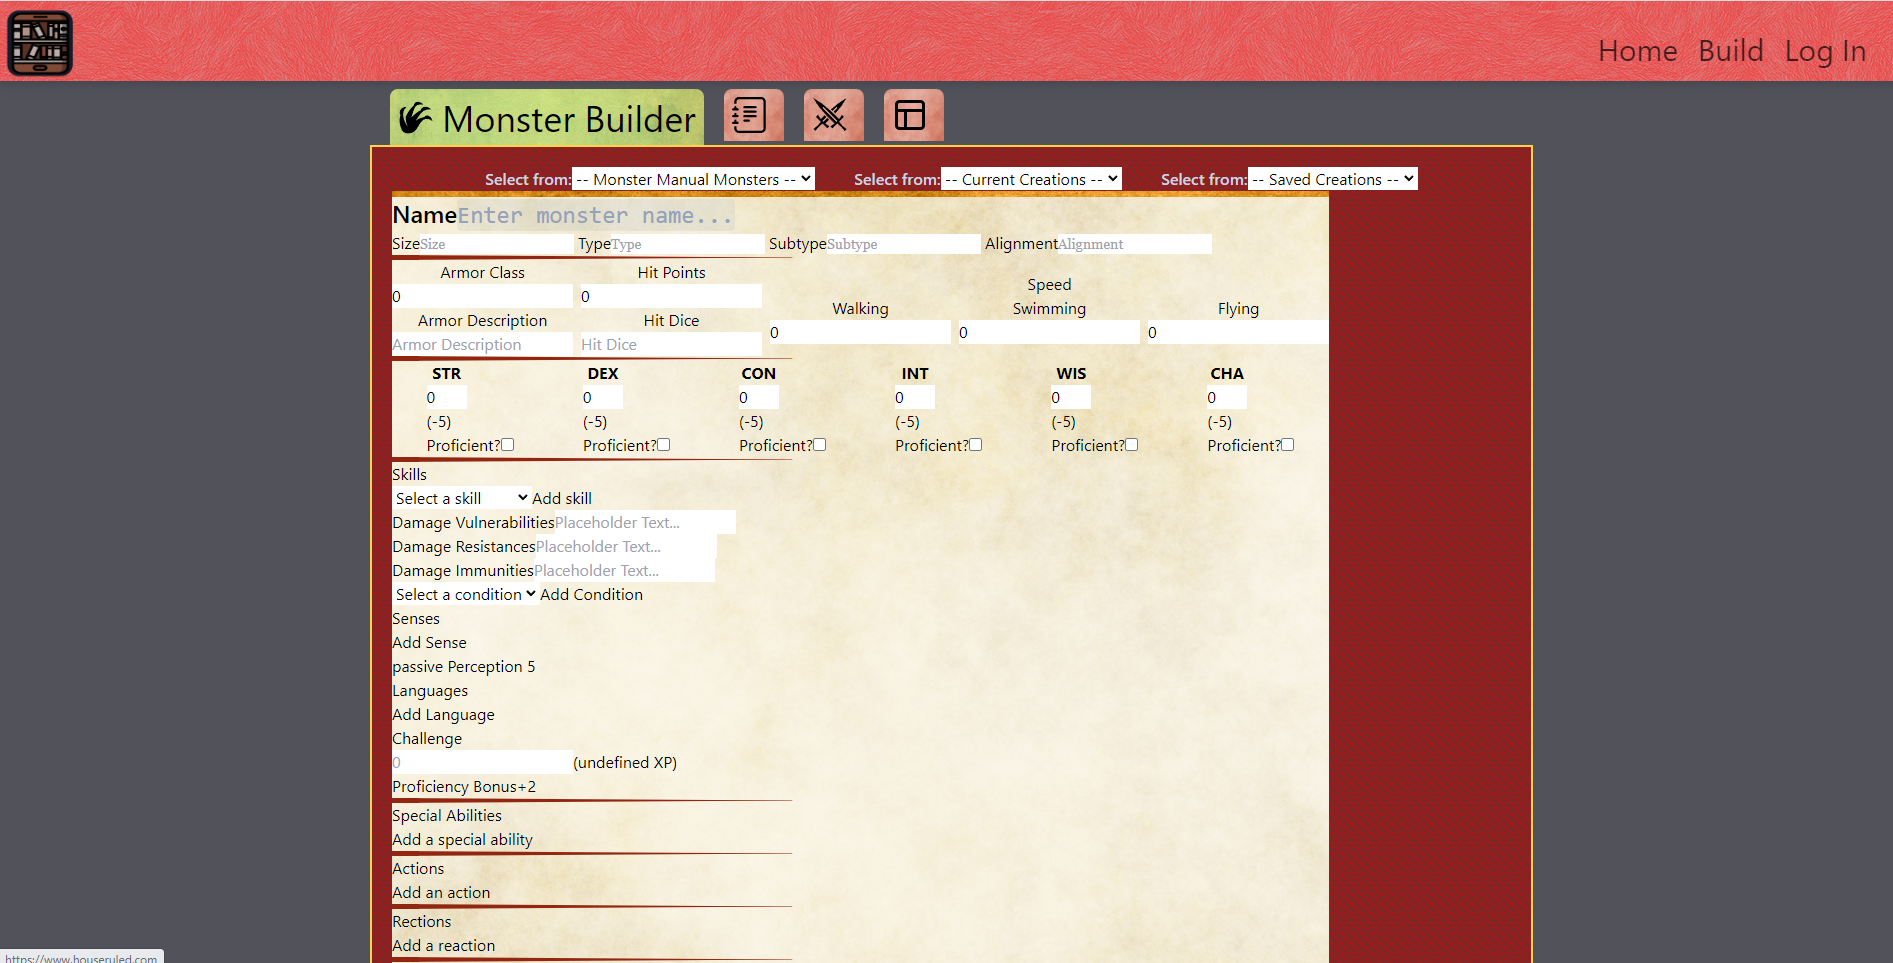 Home Build Log In
Monster Builder
Select from: -- Monster Manual Monsters -- Select from: -- Current Creations -- Select from: -- Saved Creations --
Name Enter monster name...
Size Size Type Type Subtype Subtype Alignment Alignment
Armor Class Hit Points
Speed
0 0
Walking Swimming Flying
Armor Description Hit Dice
0 0 0
Armor Description Hit Dice
STR DEX CON INT WIS CHA
0 0 0 0 0 0
(-5) (-5) (-5) (-5) (-5) (-5)
Proficient? Proficient? Proficient? Proficient? Proficient? Proficient?
Skills
Select a skill Add skill
Damage Vulnerabilities Placeholder Text...
Damage Resistances Placeholder Text...
Damage Immunities Placeholder Text...
Select a condition Add Condition
Senses
Add Sense
passive Perception 5
Languages
Add Language
Challenge
0 (undefined XP)
Proficiency Bonus+2
Special Abilities
Add a special ability
Actions
Add an action
Rections
Add a reaction
https://www.houseruled.com